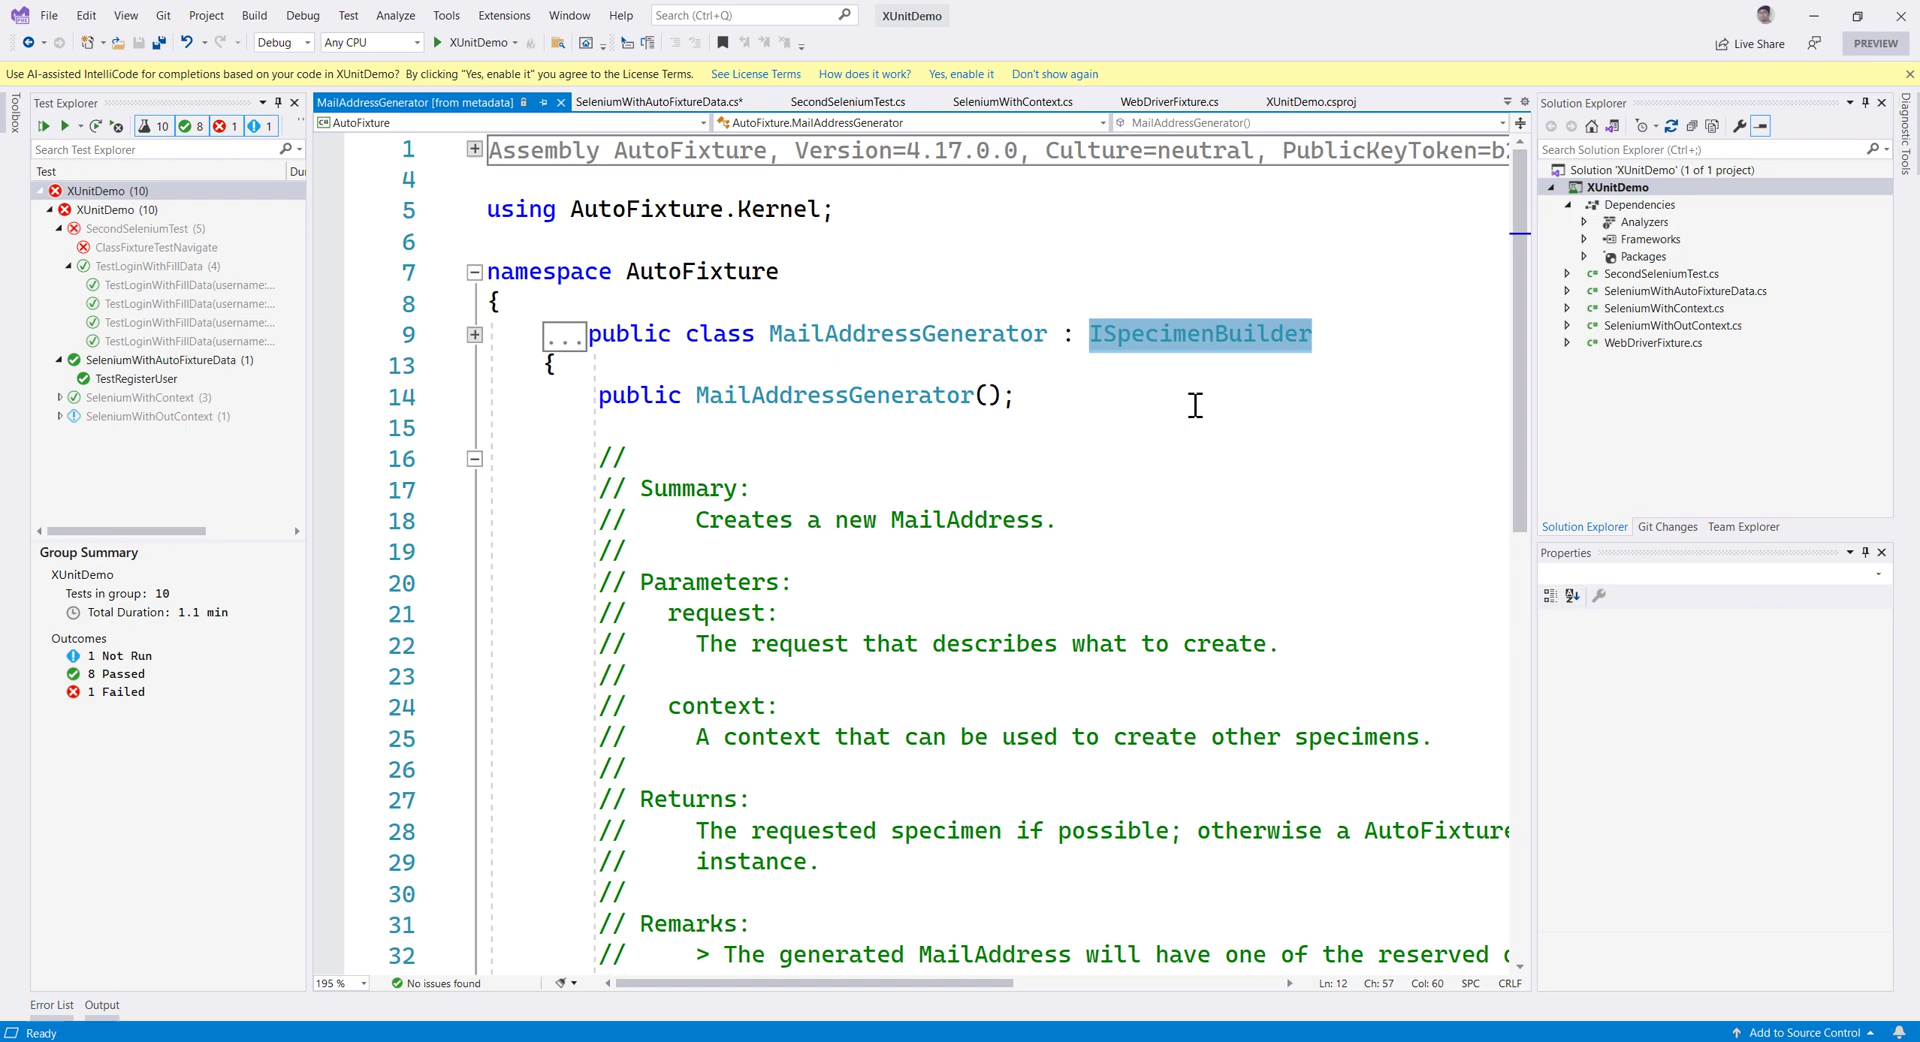 File Edit View Git Project Build Debug Test Analyze Tools Extensions Window Help Search (Ctrl+Q) XUnitDemo
Debug Any CPU XUnitDemo Live Share PREVIEW
Use AI-assisted IntelliCode for completions based on your code in XUnitDemo? By clicking "Yes, enable it" you agree to the License Terms. See License Terms How does it work? Yes, enable it Don't show again
Toolbox
Test Explorer
10 8 1 1
Search Test Explorer
Test Du
XUnitDemo (10)
XUnitDemo (10)
SecondSeleniumTest (5)
ClassFixtureTestNavigate
TestLoginWithFillData (4)
TestLoginWithFillData(username:...
TestLoginWithFillData(username:...
TestLoginWithFillData(username:...
TestLoginWithFillData(username:...
SeleniumWithAutoFixtureData (1)
TestRegisterUser
SeleniumWithContext (3)
SeleniumWithOutContext (1)
Group Summary
XUnitDemo
Tests in group: 10
Total Duration: 1.1 min
Outcomes
1 Not Run
8 Passed
1 Failed
MailAddressGenerator [from metadata] SeleniumWithAutoFixtureData.cs* SecondSeleniumTest.cs SeleniumWithContext.cs WebDriverFixture.cs XUnitDemo.csproj
AutoFixture AutoFixture.MailAddressGenerator MailAddressGenerator()
1 Assembly AutoFixture, Version=4.17.0.0, Culture=neutral, PublicKeyToken=b2
4
5 using AutoFixture.Kernel;
6
7 namespace AutoFixture
8 {
9 ...public class MailAddressGenerator : ISpecimenBuilder
13 {
14 public MailAddressGenerator();
15
16 //
17 // Summary:
18 // Creates a new MailAddress.
19 //
20 // Parameters:
21 // request:
22 // The request that describes what to create.
23 //
24 // context:
25 // A context that can be used to create other specimens.
26 //
27 // Returns:
28 // The requested specimen if possible; otherwise a AutoFixture
29 // instance.
30 //
31 // Remarks:
32 // > The generated MailAddress will have one of the reserved
195 % No issues found Ln: 12 Ch: 57 Col: 60 SPC CRLF
Solution Explorer
Search Solution Explorer (Ctrl+;)
Solution 'XUnitDemo' (1 of 1 project)
XUnitDemo
Dependencies
Analyzers
Frameworks
Packages
SecondSeleniumTest.cs
SeleniumWithAutoFixtureData.cs
SeleniumWithContext.cs
SeleniumWithOutContext.cs
WebDriverFixture.cs
Solution Explorer Git Changes Team Explorer
Properties
Diagnostic Tools
Error List Output
Ready Add to Source Control